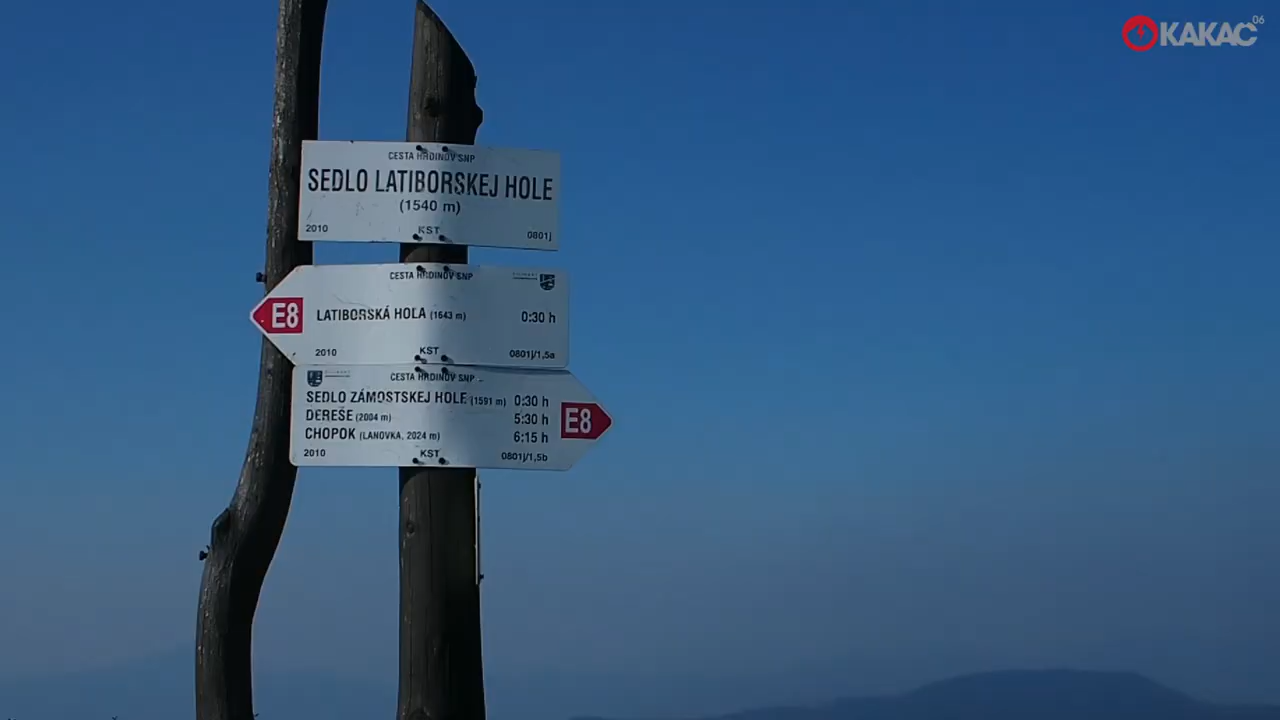 KAKAČ 06
CESTA HRDINOV SNP
SEDLO LATIBORSKEJ HOLE
(1540 m)
2010 KST 0801j
CESTA HRDINOV SNP
E8 LATIBORSKÁ HOĽA (1643 m) 0:30 h
2010 KST 0801j/1,5a
CESTA HRDINOV SNP
SEDLO ZÁMOSTSKEJ HOLE (1591 m) 0:30 h
DEREŠE (2004 m) 5:30 h
CHOPOK (LANOVKA, 2024 m) 6:15 h
E8
2010 KST 0801j/1,5b